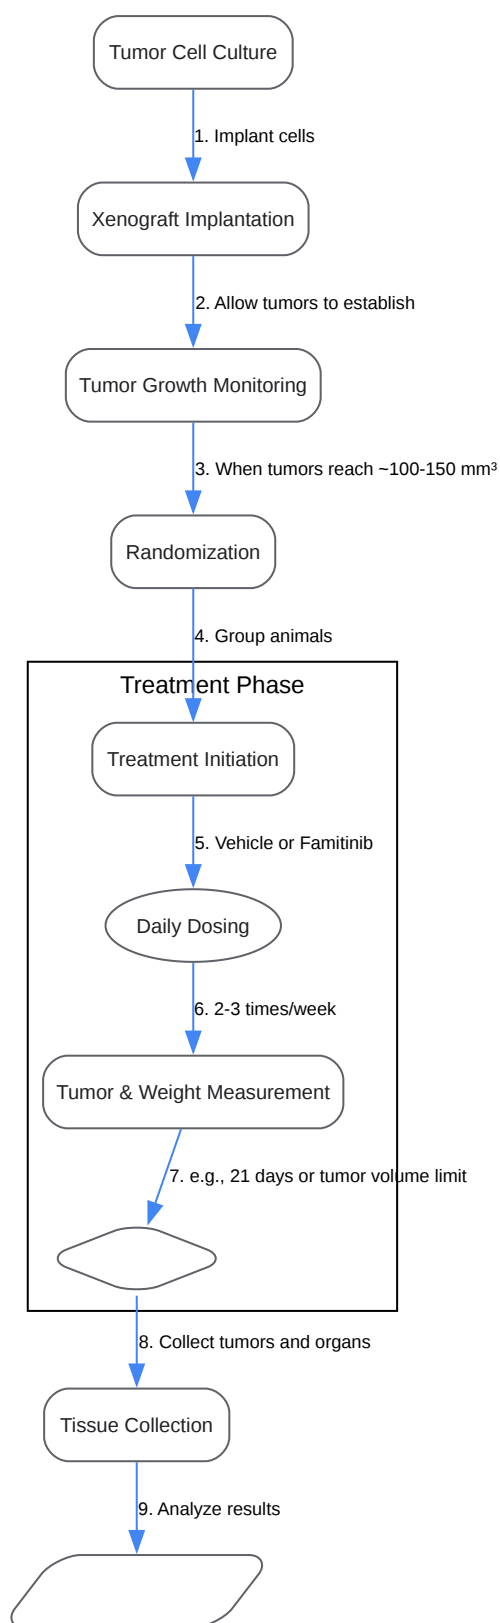 Tumor Cell Culture
1. Implant cells
Xenograft Implantation
2. Allow tumors to establish
Tumor Growth Monitoring
3. When tumors reach ~100-150 mm³
Randomization
4. Group animals
Treatment Phase
Treatment Initiation
5. Vehicle or Famitinib
Daily Dosing
6. 2-3 times/week
Tumor & Weight Measurement
7. e.g., 21 days or tumor volume limit
8. Collect tumors and organs
Tissue Collection
9. Analyze results